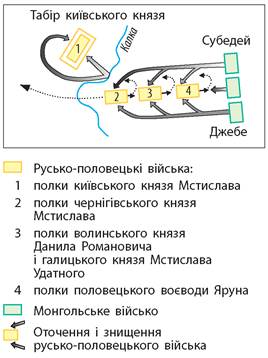 Табір київського князя
Калка
Субедей
1
2
3
4
Джебе
Русько-половецькі війська:
1 полки київського князя Мстислава
2 полки чернігівського князя
Мстислава
3 полки волинського князя
Данила Романовича
і галицького князя Мстислава
Удатного
4 полки половецького воєводи Яруна
Монгольське військо
Оточення і знищення
русько-половецького війська